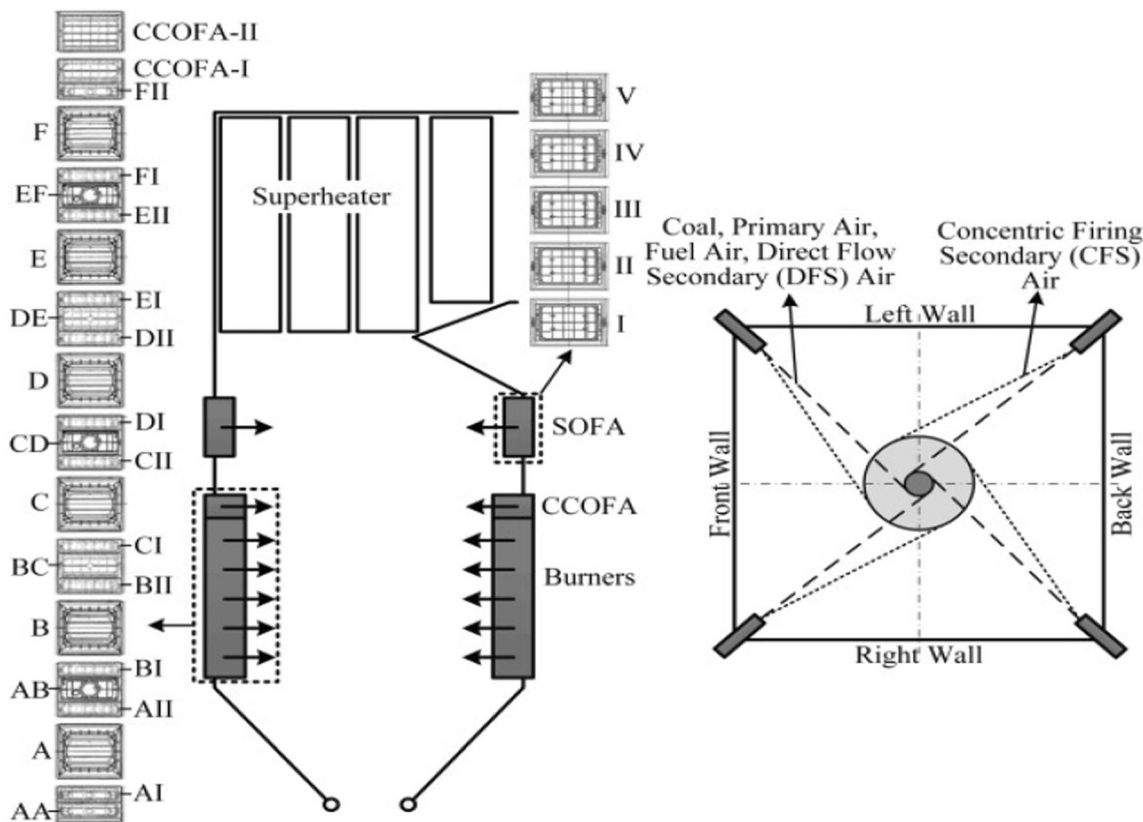 CCOFA-II
CCOFA-I
FII
F
FI
EF
EII
E
EI
DE
DII
D
DI
CD
CII
C
CI
BC
BII
B
BI
AB
AII
A
AI
AA
Superheater
V
IV
III
II
I
SOFA
CCOFA
Burners
Coal, Primary Air,
Fuel Air, Direct Flow
Secondary (DFS) Air
Concentric Firing
Secondary (CFS)
Air
Left Wall
Front Wall
Back Wall
Right Wall